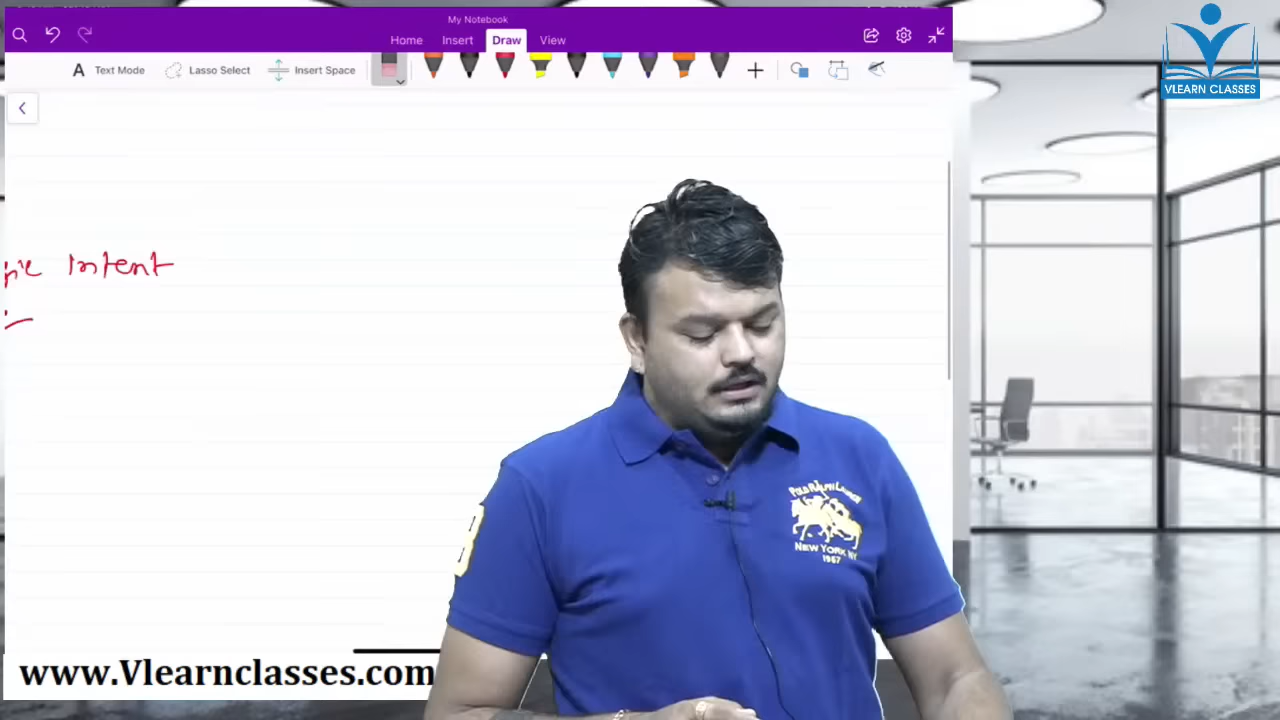 My Notebook
Home Insert Draw View
A Text Mode Lasso Select Insert Space
VLEARN CLASSES
Intent
POLO RALPH LAUREN
NEW YORK, NY
1967
www.Vlearnclasses.com